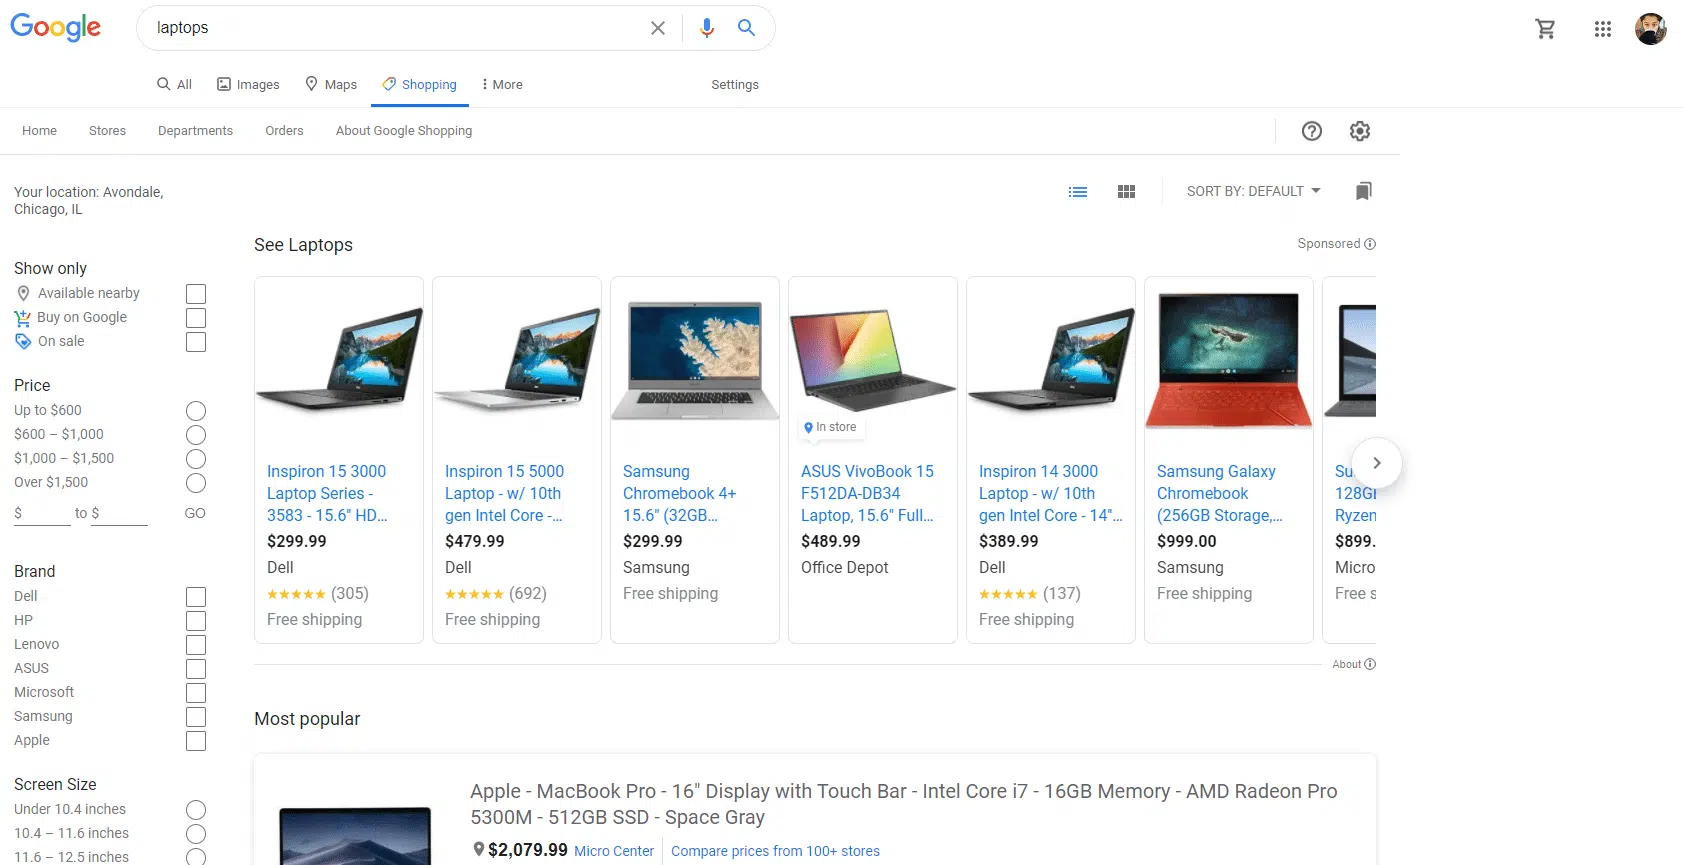 Google
laptops
All
Images
Maps
Shopping
More
Settings
Home
Stores
Departments
Orders
About Google Shopping
Your location: Avondale,
Chicago, IL
SORT BY: DEFAULT
See Laptops
Sponsored
Show only
Available nearby
Buy on Google
On sale
Price
Up to $600
$600 – $1,000
$1,000 – $1,500
Over $1,500
$ to $ GO
Brand
Dell
HP
Lenovo
ASUS
Microsoft
Samsung
Apple
Screen Size
Under 10.4 inches
10.4 – 11.6 inches
11.6 – 12.5 inches
Inspiron 15 3000
Laptop Series -
3583 - 15.6" HD...
$299.99
Dell
(305)
Free shipping
Inspiron 15 5000
Laptop - w/ 10th
gen Intel Core -...
$479.99
Dell
(692)
Free shipping
Samsung
Chromebook 4+
15.6" (32GB...
$299.99
Samsung
Free shipping
In store
ASUS VivoBook 15
F512DA-DB34
Laptop, 15.6" Full...
$489.99
Office Depot
Inspiron 14 3000
Laptop - w/ 10th
gen Intel Core - 14"...
$389.99
Dell
(137)
Free shipping
Samsung Galaxy
Chromebook
(256GB Storage,...
$999.00
Samsung
Free shipping
Su
128GB
Ryzen
$899.
Micro
Free s
About
Most popular
Apple - MacBook Pro - 16" Display with Touch Bar - Intel Core i7 - 16GB Memory - AMD Radeon Pro
5300M - 512GB SSD - Space Gray
$2,079.99 Micro Center Compare prices from 100+ stores